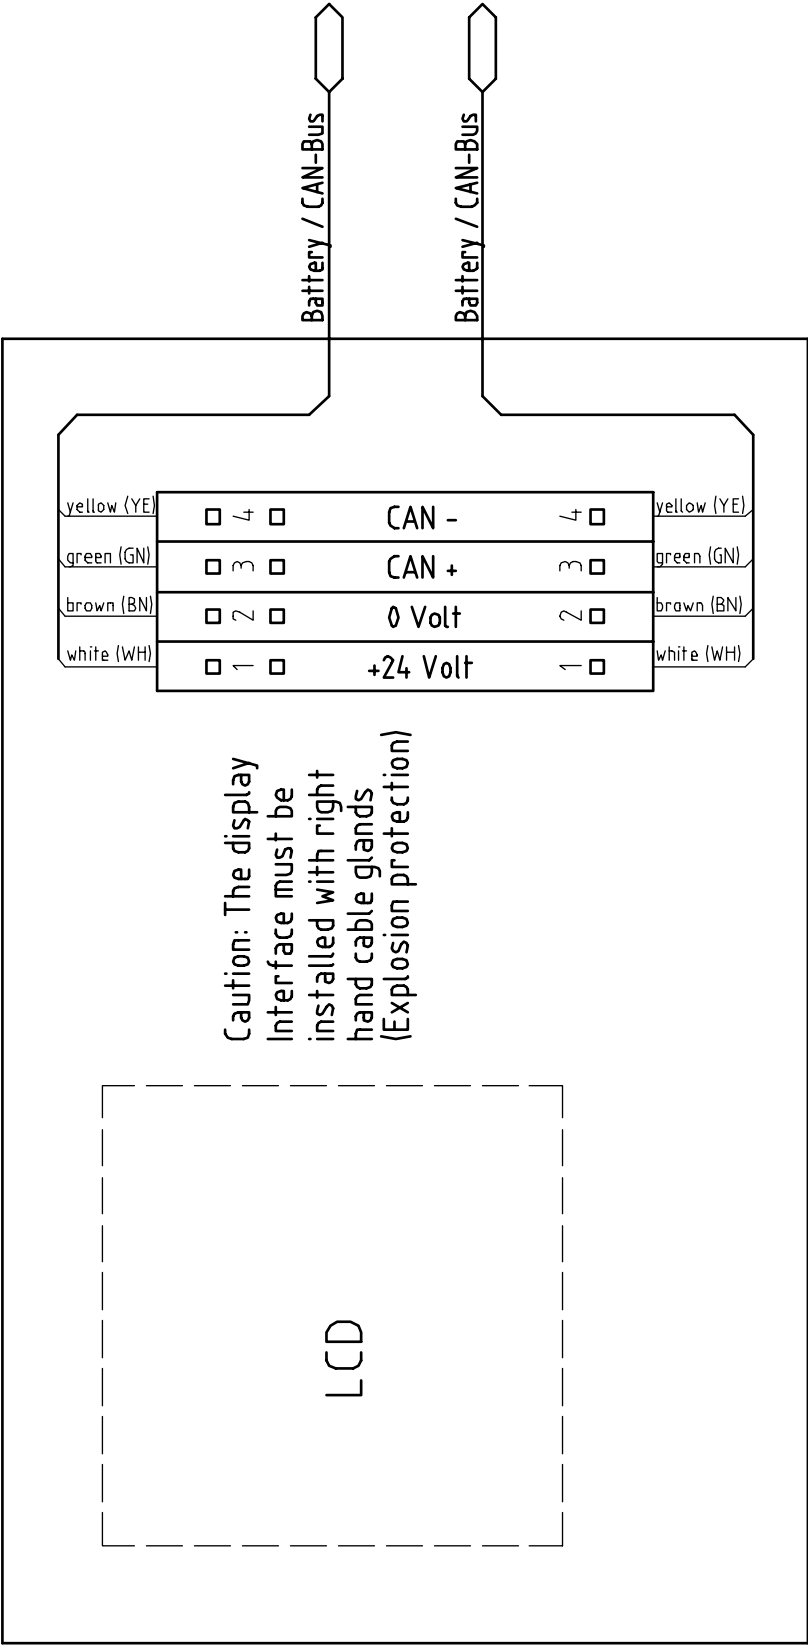 Battery / CAN-Bus
Battery / CAN-Bus
yellow (YE) 4 CAN - 4 yellow (YE)
green (GN) 3 CAN + 3 green (GN)
brown (BN) 2 0 Volt 2 brawn (BN)
white (WH) 1 +24 Volt 1 white (WH)
Caution: The display
Interface must be
installed with right
hand cable glands
(Explosion protection)
LCD